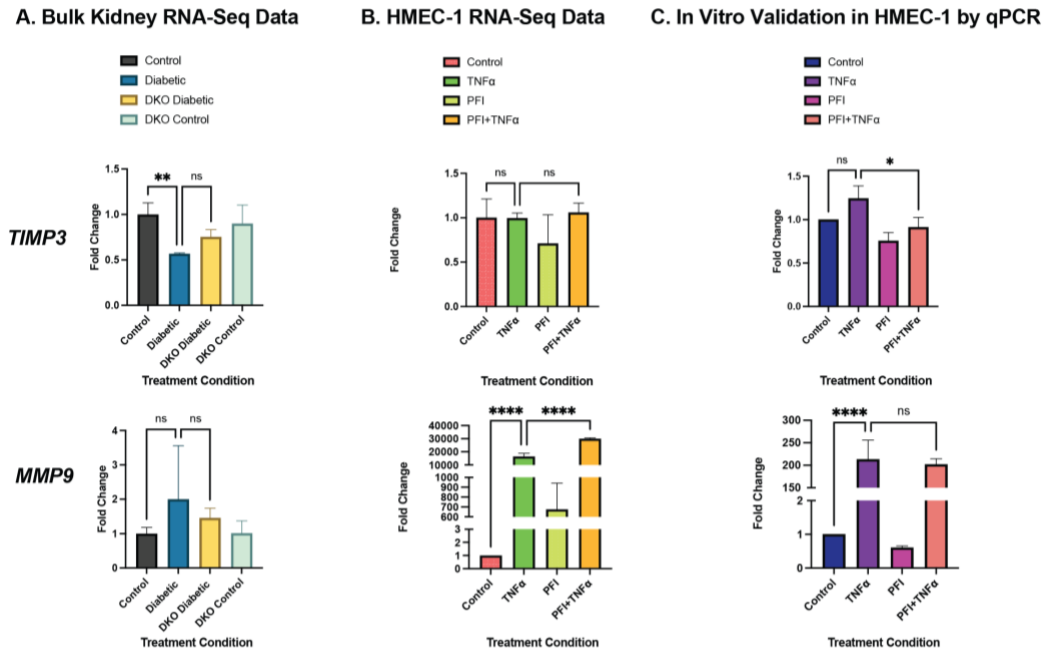 A. Bulk Kidney RNA-Seq Data
B. HMEC-1 RNA-Seq Data
C. In Vitro Validation in HMEC-1 by qPCR
Control
Diabetic
DKO Diabetic
DKO Control
Control
TNFα
PFI
PFI+TNFα
Control
TNFα
PFI
PFI+TNFα
TIMP3
Fold Change
1.5
1.0
0.5
0.0
**
ns
Control
Diabetic
DKO Diabetic
DKO Control
Treatment Condition
Fold Change
1.5
1.0
0.5
0.0
ns
ns
Control
TNFα
PFI
PFI+TNFα
Treatment Condition
Fold Change
1.5
1.0
0.5
0.0
ns
*
Control
TNFα
PFI
PFI+TNFα
Treatment Condition
MMP9
Fold Change
4
3
2
1
0
ns
ns
Control
Diabetic
DKO Diabetic
DKO Control
Treatment Condition
Fold Change
40000
30000
20000
10000
1000
900
800
700
600
3
2
1
0
****
****
Control
TNFα
PFI
PFI+TNFα
Treatment Condition
Fold Change
300
250
200
150
2
1
0
****
ns
Control
TNFα
PFI
PFI+TNFα
Treatment Condition